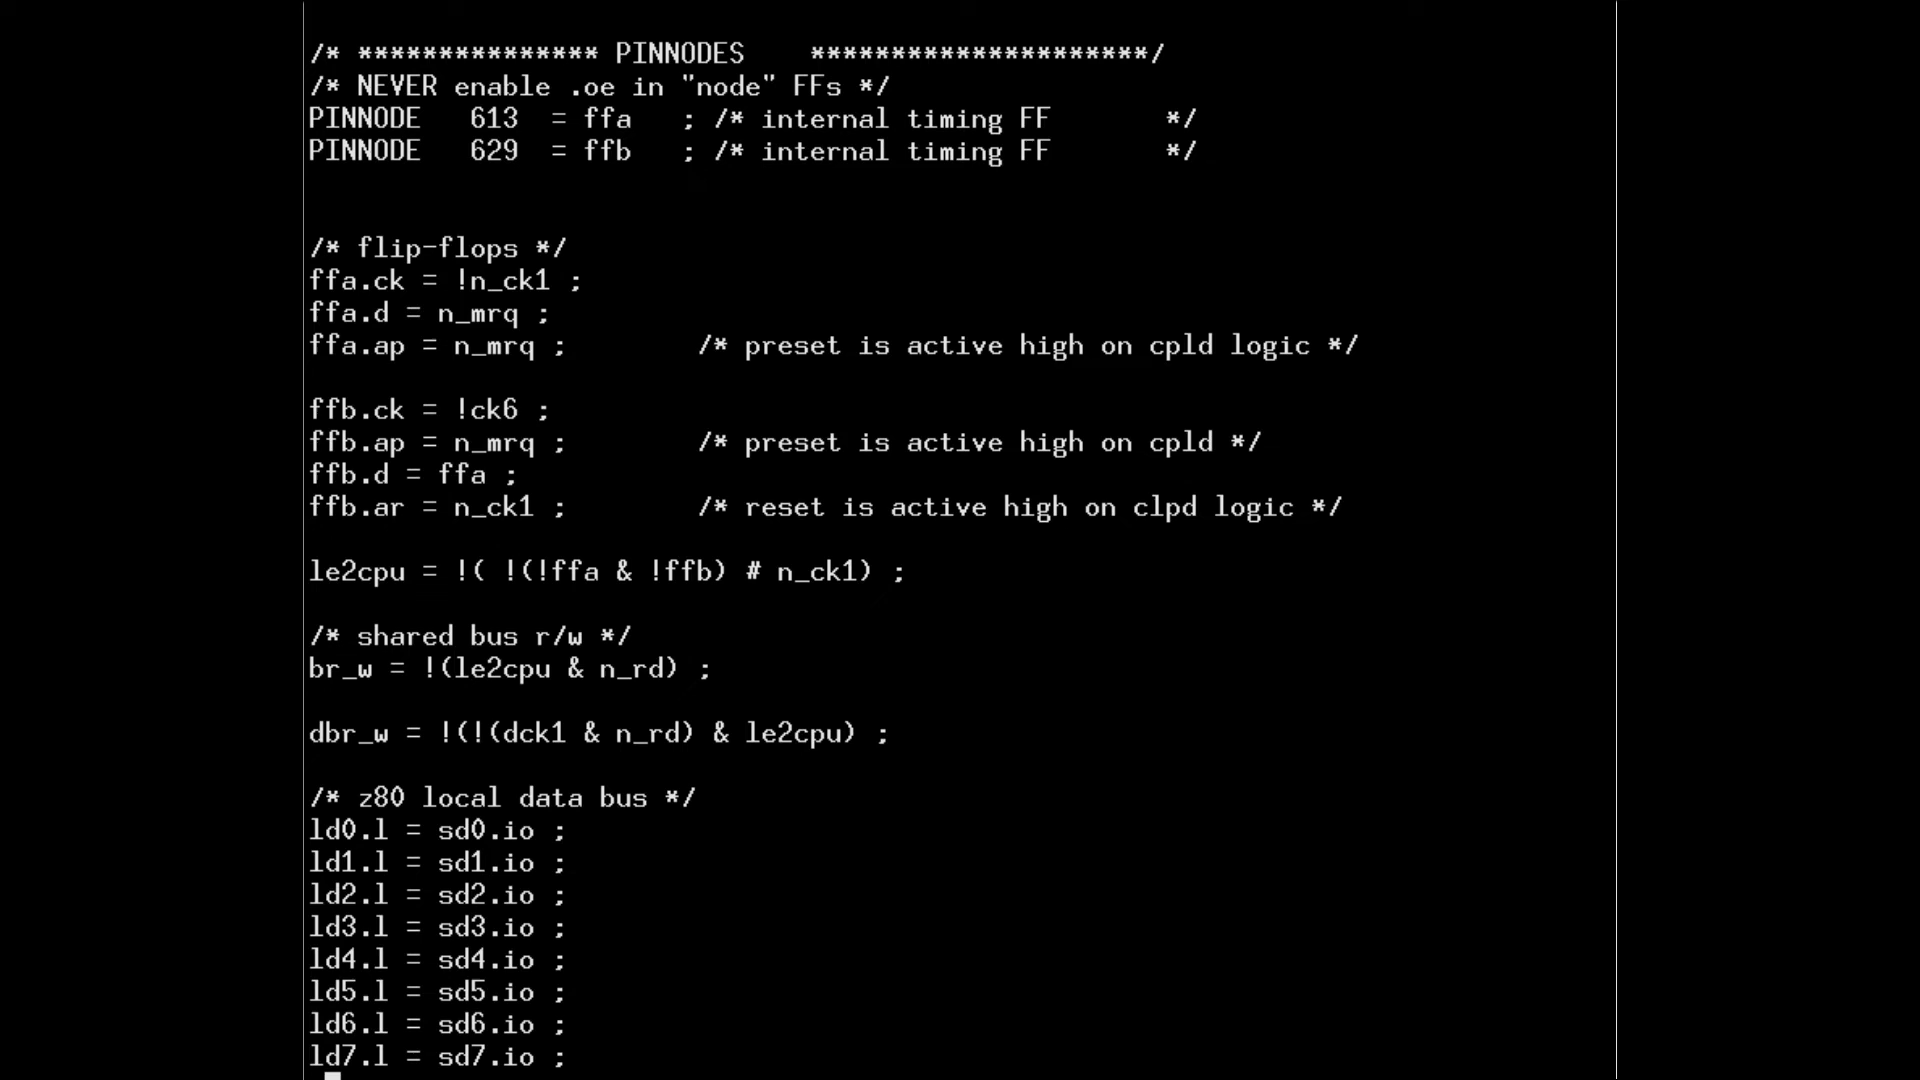 /* *************** PINNODES    *********************/
/* NEVER enable .oe in "node" FFs */
PINNODE   613  = ffa   ; /* internal timing FF       */
PINNODE   629  = ffb   ; /* internal timing FF       */
/* flip-flops */
ffa.ck = !n_ck1 ;
ffa.d = n_mrq ;
ffa.ap = n_mrq ;        /* preset is active high on cpld logic */
ffb.ck = !ck6 ;
ffb.ap = n_mrq ;        /* preset is active high on cpld */
ffb.d = ffa ;
ffb.ar = n_ck1 ;        /* reset is active high on clpd logic */
le2cpu = !( !(!ffa & !ffb) # n_ck1) ;
/* shared bus r/w */
br_w = !(le2cpu & n_rd) ;
dbr_w = !(!(dck1 & n_rd) & le2cpu) ;
/* z80 local data bus */
ld0.l = sd0.io ;
ld1.l = sd1.io ;
ld2.l = sd2.io ;
ld3.l = sd3.io ;
ld4.l = sd4.io ;
ld5.l = sd5.io ;
ld6.l = sd6.io ;
ld7.l = sd7.io ;